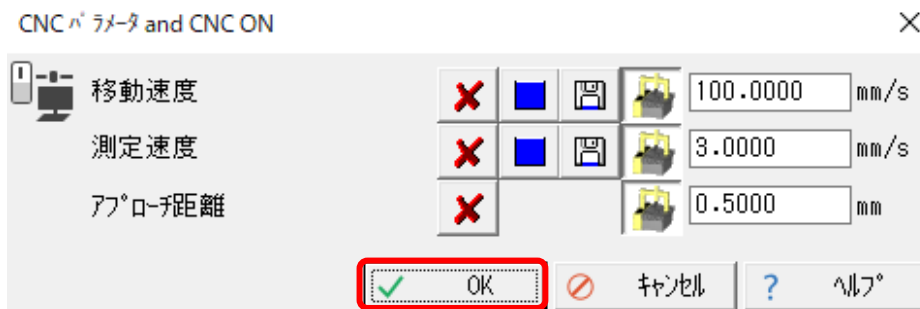 CNC ﾊﾟﾗﾒｰﾀ and CNC ON
移動速度 100.0000 mm/s
測定速度 3.0000 mm/s
ｱﾌﾟﾛｰﾁ距離 0.5000 mm
OK ｷｬﾝｾﾙ ? ﾍﾙﾌﾟ